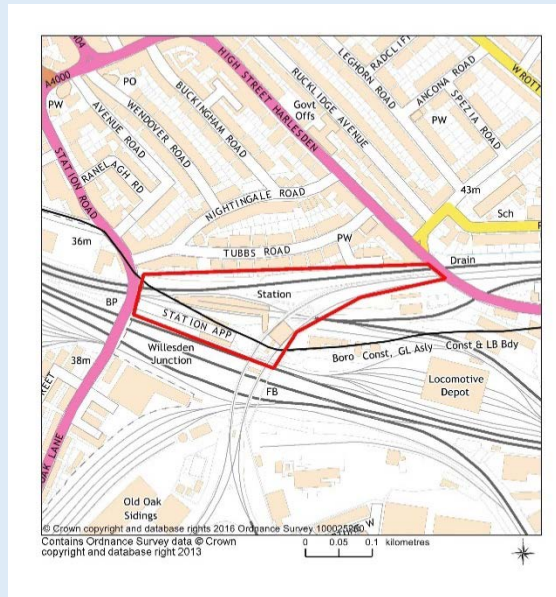 A4000
PO
PW
AVENUE ROAD
WENDOVER ROAD
BUCKINGHAM ROAD
HIGH STREET HARLESDEN
Govt
Offs
RUCKLIDGE AVENUE
LEGHORN ROAD
ANCONA ROAD
SPEZIA ROAD
PW
STATION ROAD
RANELAGH RD
NIGHTINGALE ROAD
43m
Sch
36m
TUBBS ROAD
PW
Drain
Station
BP
STATION APP
Willesden
Junction
Boro Const, GL Asly Const & LB Bdy
38m
Locomotive
Depot
FB
OAK LANE
Old Oak
Sidings
Contains Ordnance Survey data © Crown
copyright and database right 2013
© Crown copyright and database rights 2016 Ordnance Survey
0 0.05 0.1 kilometres